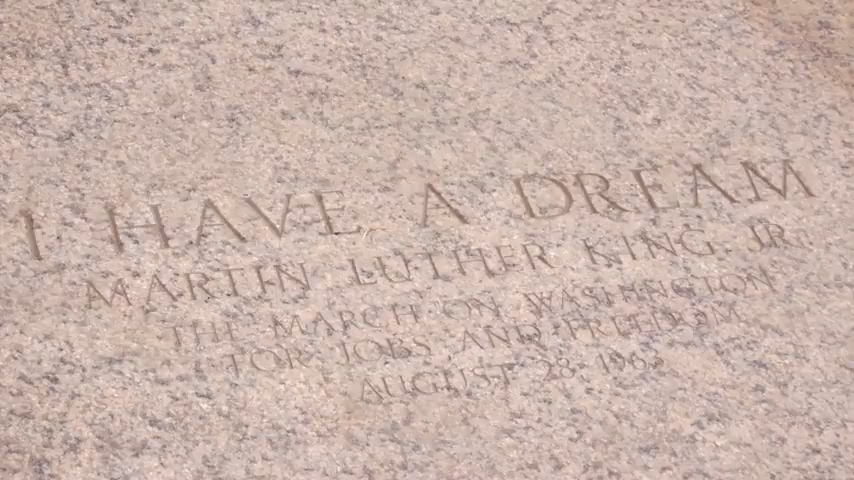 I HAVE A DREAM
MARTIN LUTHER KING JR.
THE MARCH ON WASHINGTON
FOR JOBS AND FREEDOM
AUGUST 28, 1963